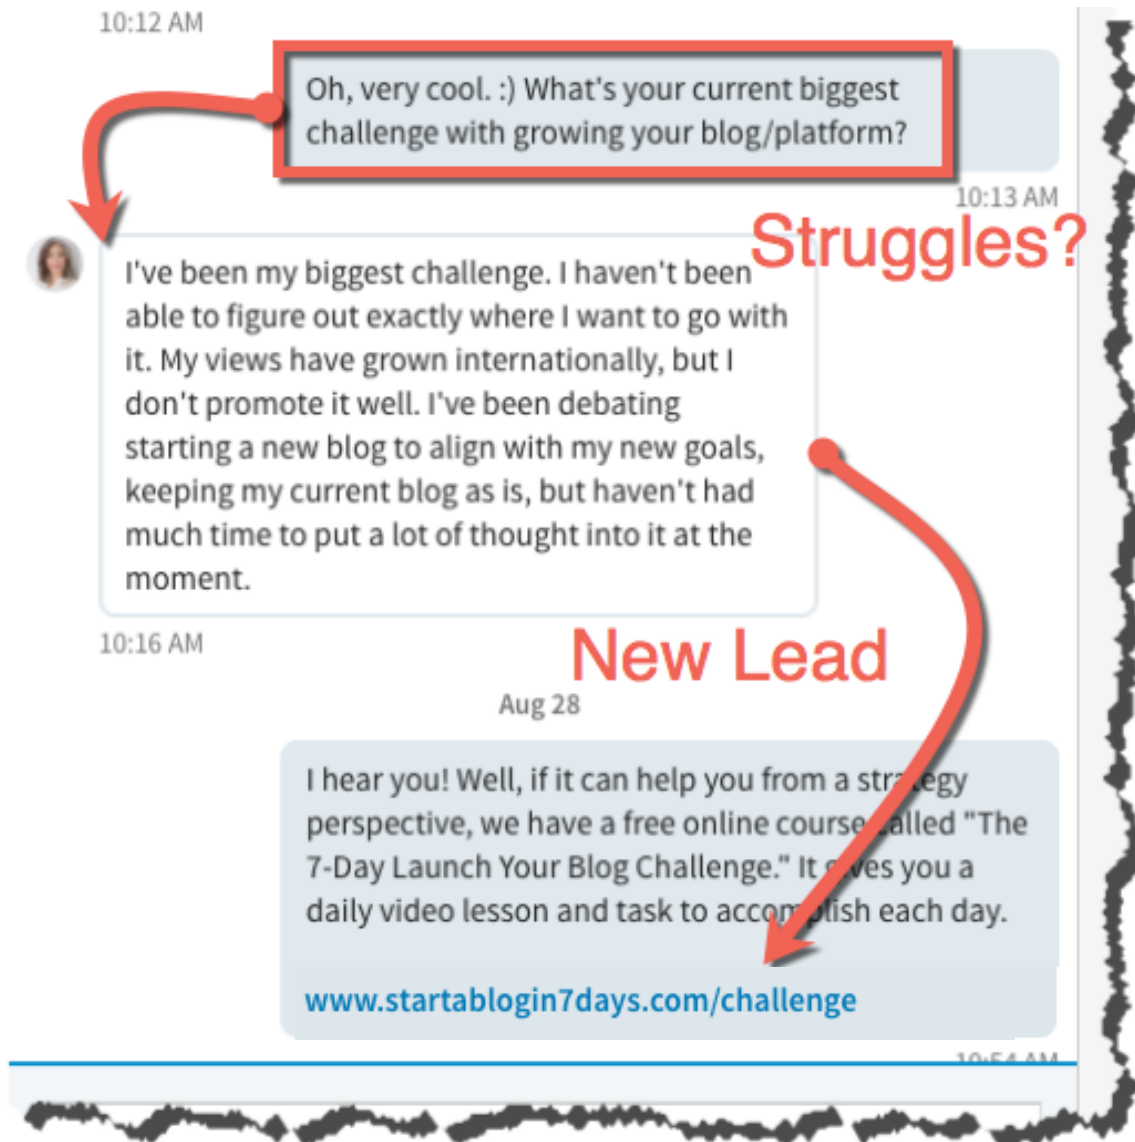 10:12 AM
Oh, very cool. :) What's your current biggest
challenge with growing your blog/platform?
10:13 AM
Struggles?
I've been my biggest challenge. I haven't been
able to figure out exactly where I want to go with
it. My views have grown internationally, but I
don't promote it well. I've been debating
starting a new blog to align with my new goals,
keeping my current blog as is, but haven't had
much time to put a lot of thought into it at the
moment.
10:16 AM
New Lead
Aug 28
I hear you! Well, if it can help you from a strategy
perspective, we have a free online course called "The
7-Day Launch Your Blog Challenge." It gives you a
daily video lesson and task to accomplish each day.
www.startablogin7days.com/challenge
10:54 AM